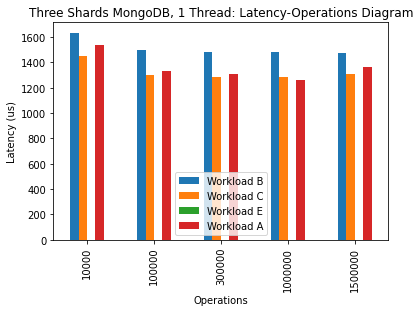 Three Shards MongoDB, 1 Thread: Latency-Operations Diagram
Latency (us)
1600
1400
1200
1000
800
600
400
200
0
Workload B
Workload C
Workload E
Workload A
10000
100000
300000
1000000
1500000
Operations